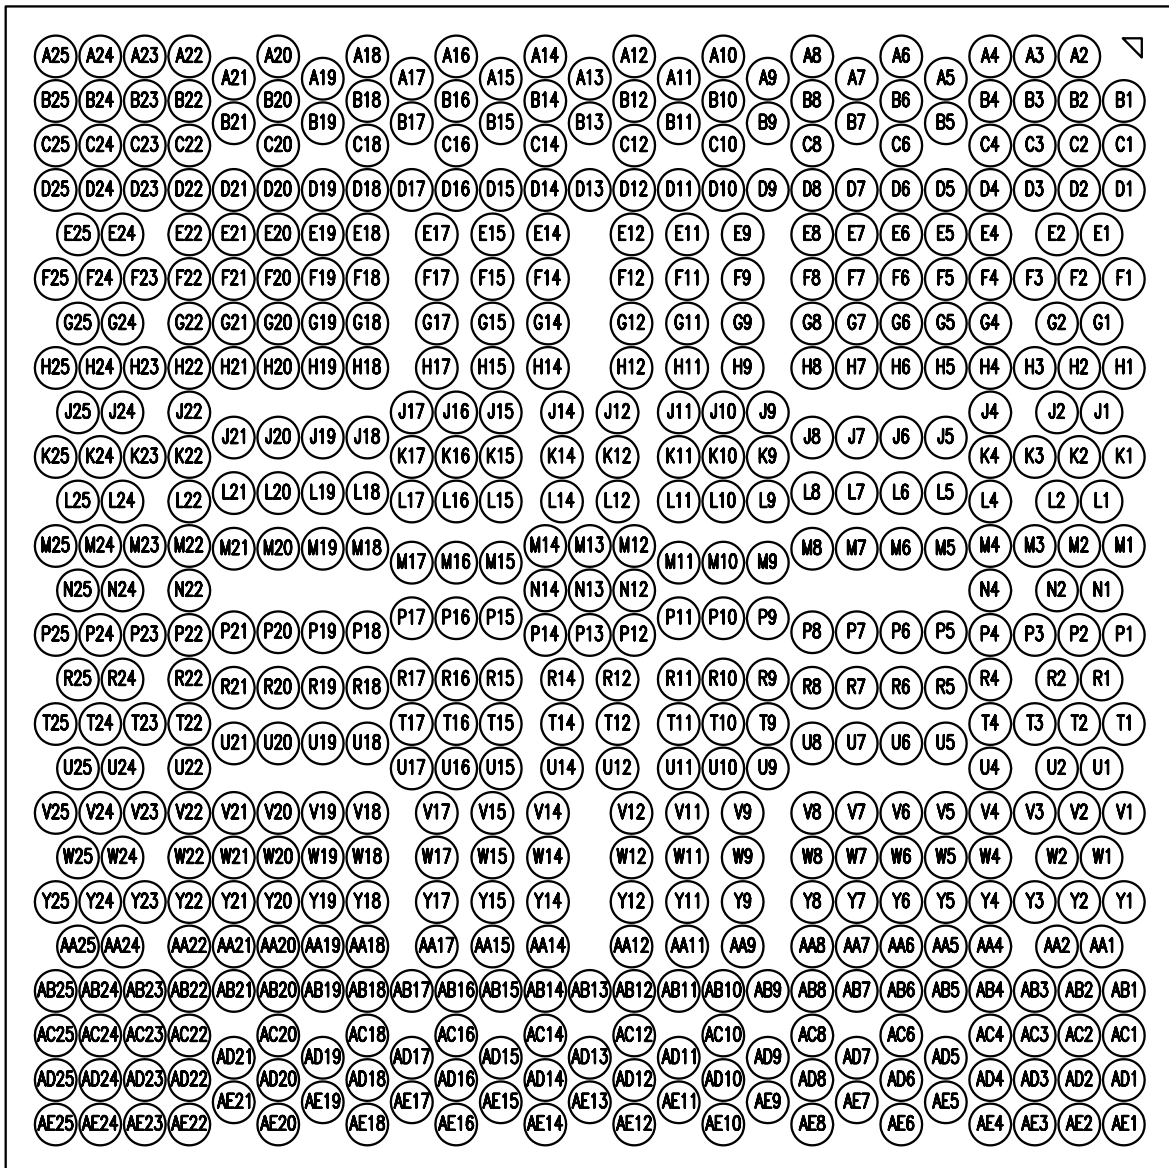 A25 A24 A23 A22 A20 A18 A16 A14 A12 A10 A8 A6 A4 A3 A2
A21 A19 A17 A15 A13 A11 A9 A7 A5
B25 B24 B23 B22 B20 B18 B16 B14 B12 B10 B8 B6 B4 B3 B2 B1
B21 B19 B17 B15 B13 B11 B9 B7 B5
C25 C24 C23 C22 C20 C18 C16 C14 C12 C10 C8 C6 C4 C3 C2 C1
D25 D24 D23 D22 D21 D20 D19 D18 D17 D16 D15 D14 D13 D12 D11 D10 D9 D8 D7 D6 D5 D4 D3 D2 D1
E25 E24 E22 E21 E20 E19 E18 E17 E15 E14 E12 E11 E9 E8 E7 E6 E5 E4 E2 E1
F25 F24 F23 F22 F21 F20 F19 F18 F17 F15 F14 F12 F11 F9 F8 F7 F6 F5 F4 F3 F2 F1
G25 G24 G22 G21 G20 G19 G18 G17 G15 G14 G12 G11 G9 G8 G7 G6 G5 G4 G2 G1
H25 H24 H23 H22 H21 H20 H19 H18 H17 H15 H14 H12 H11 H9 H8 H7 H6 H5 H4 H3 H2 H1
J25 J24 J22 J17 J16 J15 J14 J12 J11 J10 J9 J4 J2 J1
J21 J20 J19 J18 J8 J7 J6 J5
K25 K24 K23 K22 K17 K16 K15 K14 K12 K11 K10 K9 K4 K3 K2 K1
L21 L20 L19 L18 L8 L7 L6 L5
L25 L24 L22 L17 L16 L15 L14 L12 L11 L10 L9 L4 L2 L1
M25 M24 M23 M22 M21 M20 M19 M18 M14 M13 M12 M8 M7 M6 M5 M4 M3 M2 M1
M17 M16 M15 M11 M10 M9
N25 N24 N22 N14 N13 N12 N4 N2 N1
P17 P16 P15 P11 P10 P9
P25 P24 P23 P22 P21 P20 P19 P18 P14 P13 P12 P8 P7 P6 P5 P4 P3 P2 P1
R25 R24 R22 R21 R20 R19 R18 R17 R16 R15 R14 R12 R11 R10 R9 R8 R7 R6 R5 R4 R2 R1
T25 T24 T23 T22 T17 T16 T15 T14 T12 T11 T10 T9 T4 T3 T2 T1
U21 U20 U19 U18 U8 U7 U6 U5
U25 U24 U22 U17 U16 U15 U14 U12 U11 U10 U9 U4 U2 U1
V25 V24 V23 V22 V21 V20 V19 V18 V17 V15 V14 V12 V11 V9 V8 V7 V6 V5 V4 V3 V2 V1
W25 W24 W22 W21 W20 W19 W18 W17 W15 W14 W12 W11 W9 W8 W7 W6 W5 W4 W2 W1
Y25 Y24 Y23 Y22 Y21 Y20 Y19 Y18 Y17 Y15 Y14 Y12 Y11 Y9 Y8 Y7 Y6 Y5 Y4 Y3 Y2 Y1
AA25 AA24 AA22 AA21 AA20 AA19 AA18 AA17 AA15 AA14 AA12 AA11 AA9 AA8 AA7 AA6 AA5 AA4 AA2 AA1
AB25 AB24 AB23 AB22 AB21 AB20 AB19 AB18 AB17 AB16 AB15 AB14 AB13 AB12 AB11 AB10 AB9 AB8 AB7 AB6 AB5 AB4 AB3 AB2 AB1
AC25 AC24 AC23 AC22 AC20 AC18 AC16 AC14 AC12 AC10 AC8 AC6 AC4 AC3 AC2 AC1
AD21 AD19 AD17 AD15 AD13 AD11 AD9 AD7 AD5
AD25 AD24 AD23 AD22 AD20 AD18 AD16 AD14 AD12 AD10 AD8 AD6 AD4 AD3 AD2 AD1
AE21 AE19 AE17 AE15 AE13 AE11 AE9 AE7 AE5
AE25 AE24 AE23 AE22 AE20 AE18 AE16 AE14 AE12 AE10 AE8 AE6 AE4 AE3 AE2 AE1